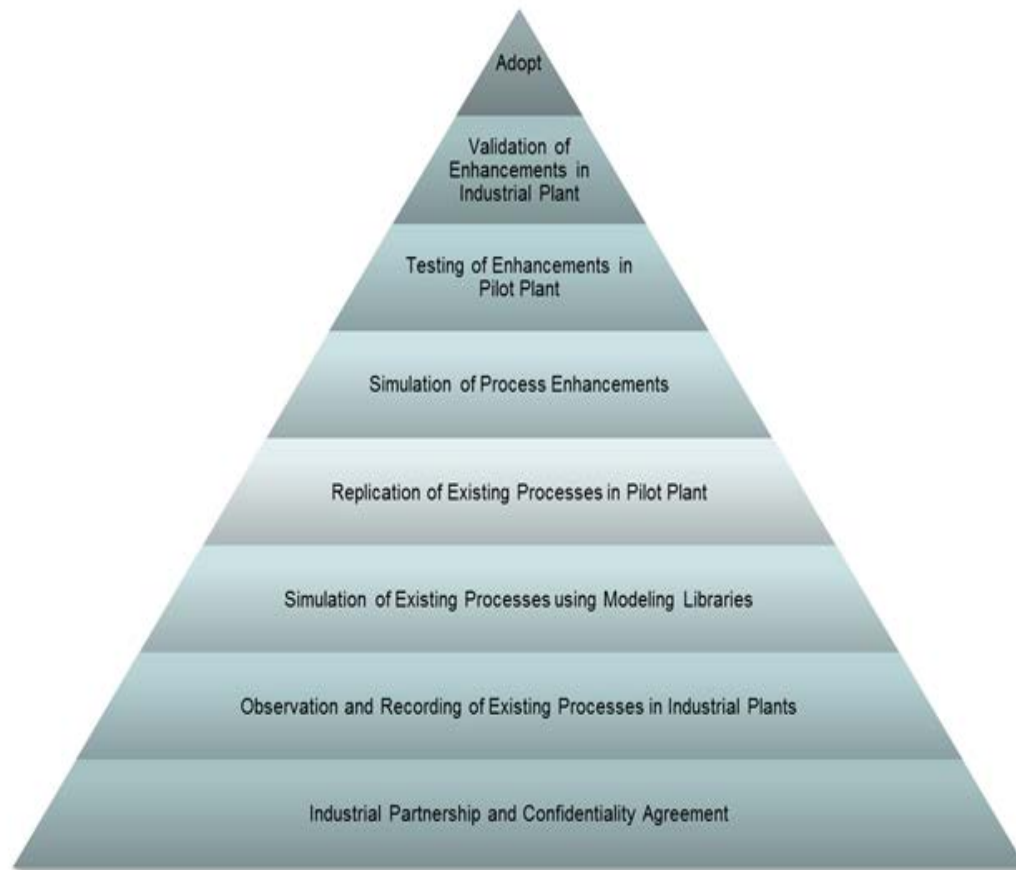 Adopt
Validation of
Enhancements in
Industrial Plant
Testing of Enhancements in
Pilot Plant
Simulation of Process Enhancements
Replication of Existing Processes in Pilot Plant
Simulation of Existing Processes using Modeling Libraries
Observation and Recording of Existing Processes in Industrial Plants
Industrial Partnership and Confidentiality Agreement